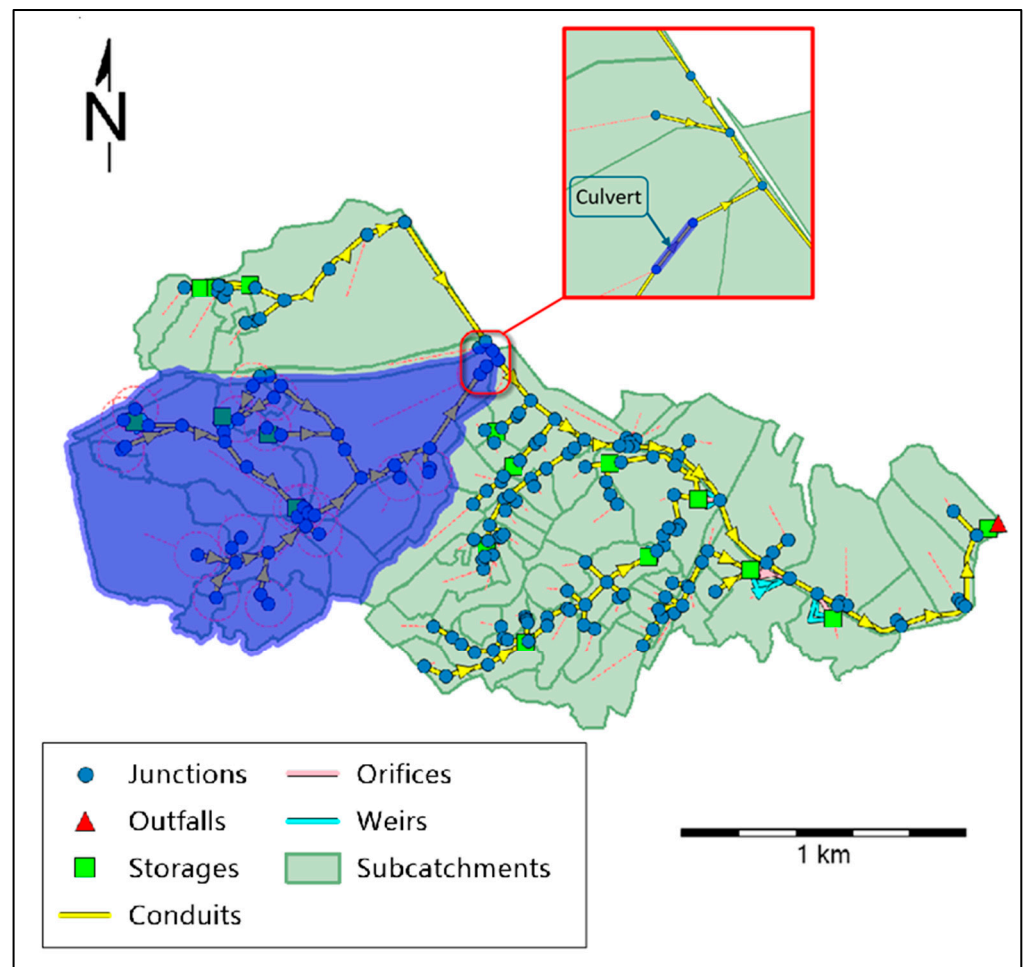 N
Culvert
Junctions
Orifices
Outfalls
Weirs
Storages
Subcatchments
Conduits
1 km